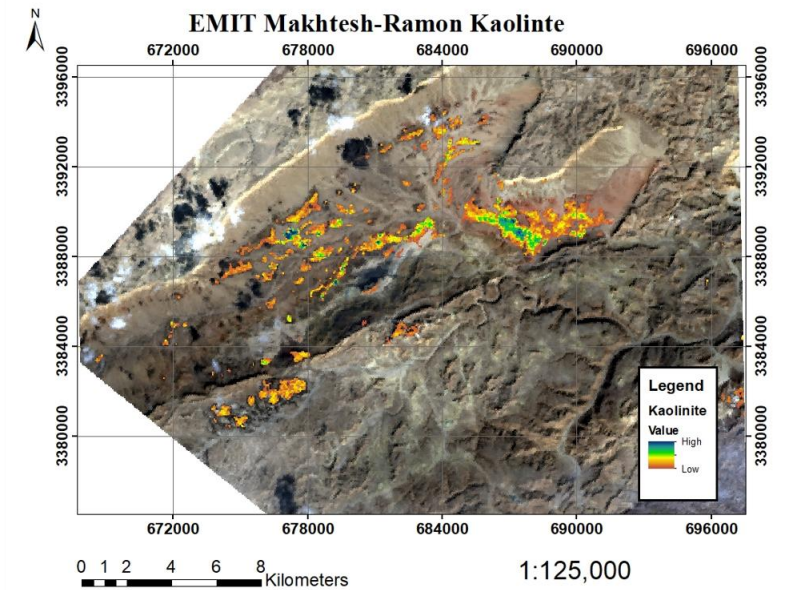 EMIT Makhtesh-Ramon Kaolinte
N
672000 678000 684000 690000 696000
3396000 3396000
3392000 3392000
3388000 3388000
3384000 3384000
3380000 3380000
Legend
Kaolinite
Value
High
Low
672000 678000 684000 690000 696000
0 1 2 4 6 8
Kilometers
1:125,000